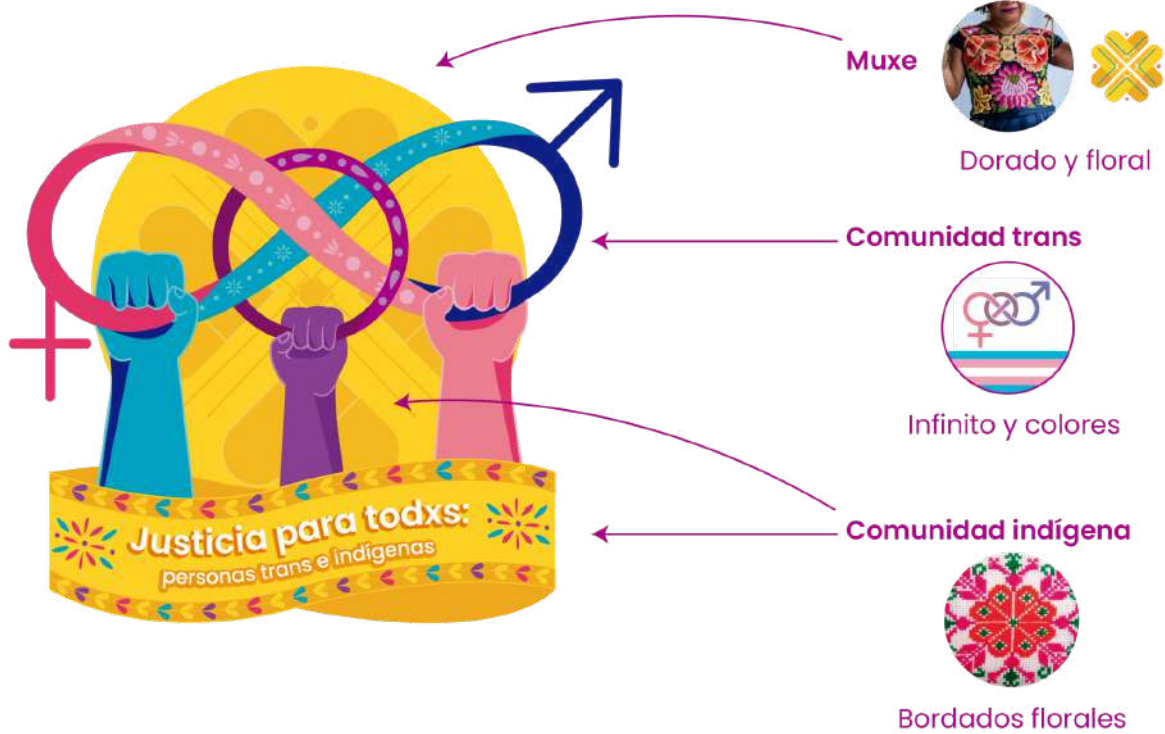 Muxe
Dorado y floral
Comunidad trans
Infinito y colores
Comunidad indígena
Bordados florales
Justicia para todxs:
personas trans e indígenas